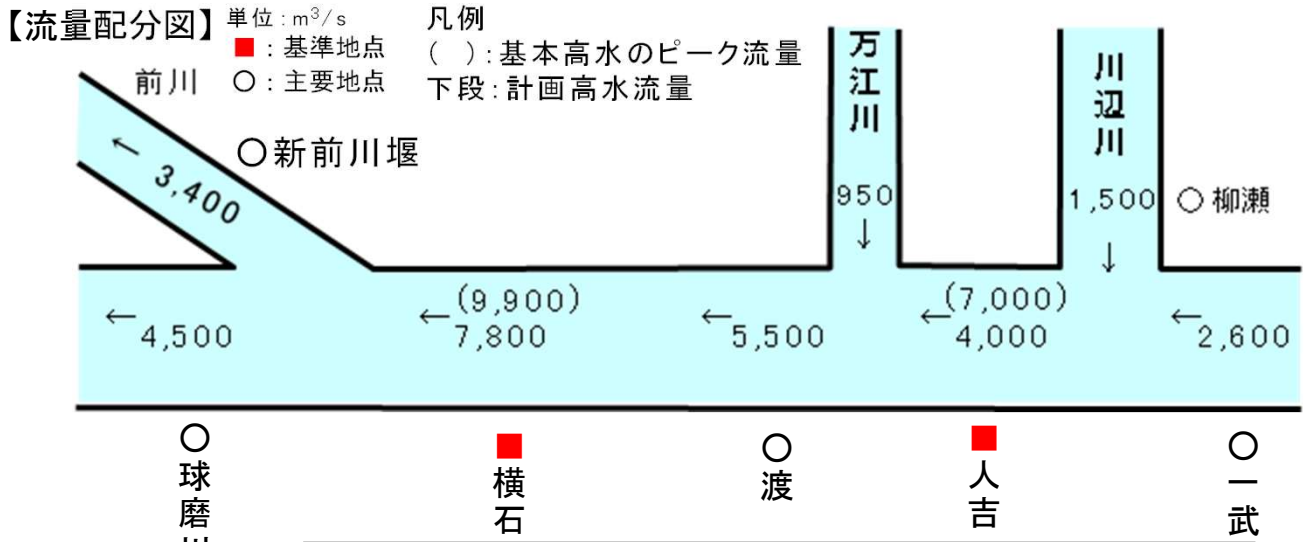 【流量配分図】
単位：m³/s
■：基準地点
○：主要地点
凡例
（　）：基本高水のピーク流量
下段：計画高水流量
前川
○新前川堰
← 3,400
万江川
950
↓
川辺川
1,500
↓
○柳瀬
←4,500
←(9,900)
7,800
←5,500
←(7,000)
4,000
←2,600
○球磨
■横石
○渡
■人吉
○一武